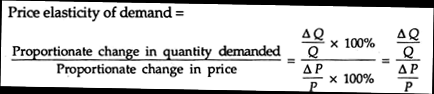 Price elasticity of demand =
Proportionate change in quantity demanded / Proportionate change in price = (ΔQ/Q × 100%) / (ΔP/P × 100%) = (ΔQ/Q) / (ΔP/P)